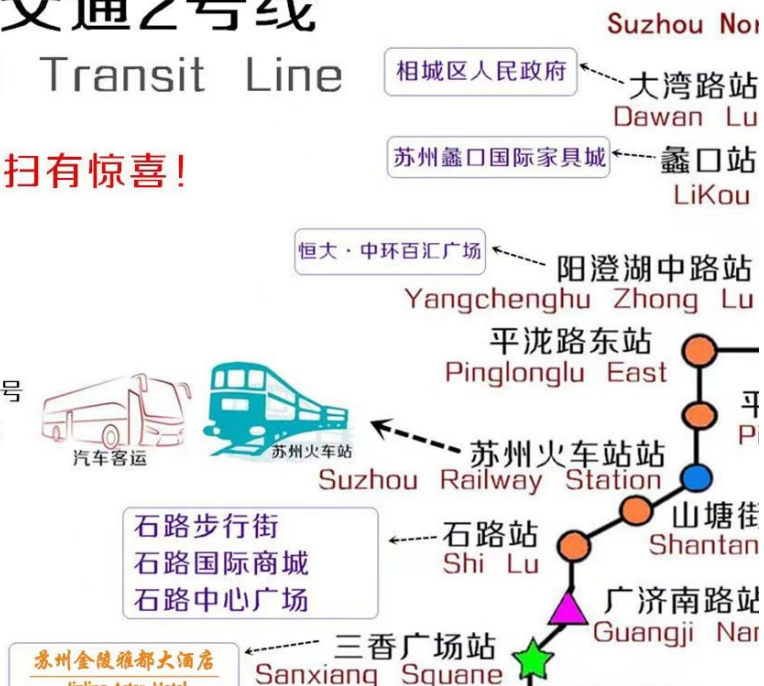 交通2号线
Transit Line
扫有惊喜!
Suzhou Nor
相城区人民政府
大湾路站
Dawan Lu
苏州蠡口国际家具城
蠡口站
LiKou
恒大·中环百汇广场
阳澄湖中路站
Yangchenghu Zhong Lu
平泷路东站
Pinglonglu East
号
平
Pi
汽车客运
苏州火车站
苏州火车站站
Suzhou Railway Station
石路步行街
石路国际商城
石路中心广场
石路站
Shi Lu
山塘街
Shantan
广济南路站
Guangji Nan
三香广场站
Sanxiang Squane
苏州金陵雅都大酒店